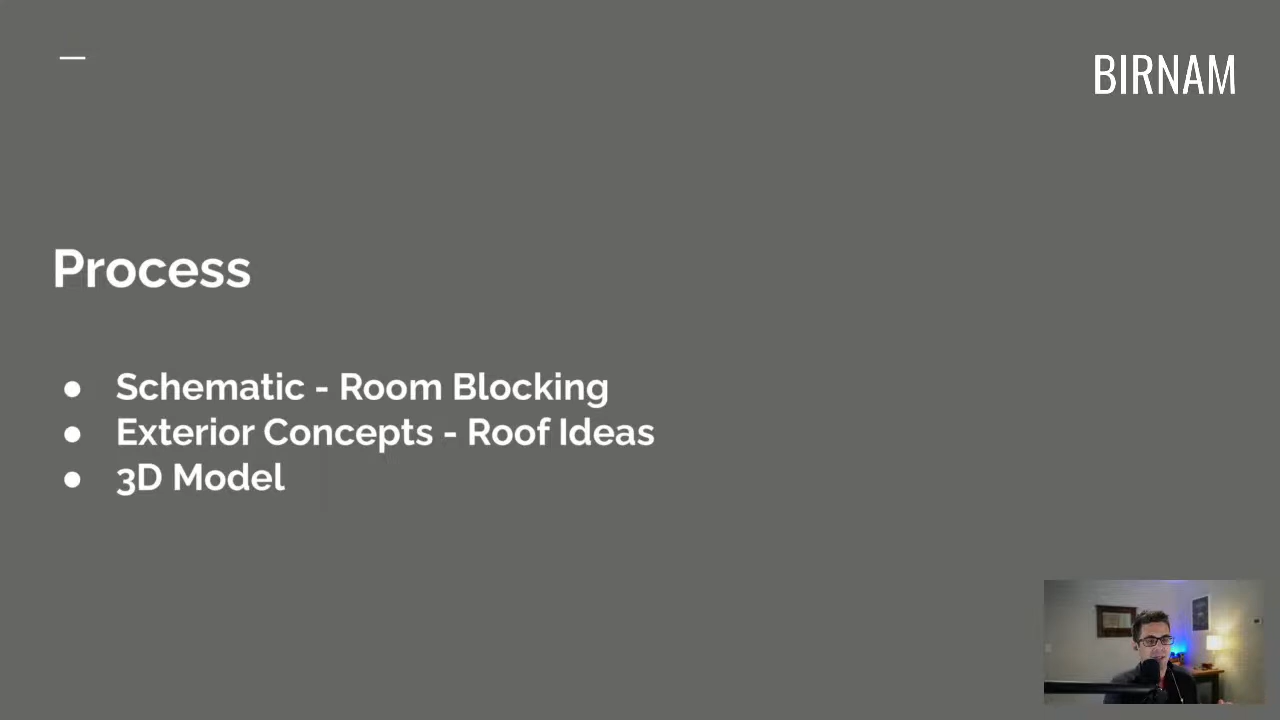 BIRNAM
Process
● Schematic - Room Blocking
● Exterior Concepts - Roof Ideas
● 3D Model